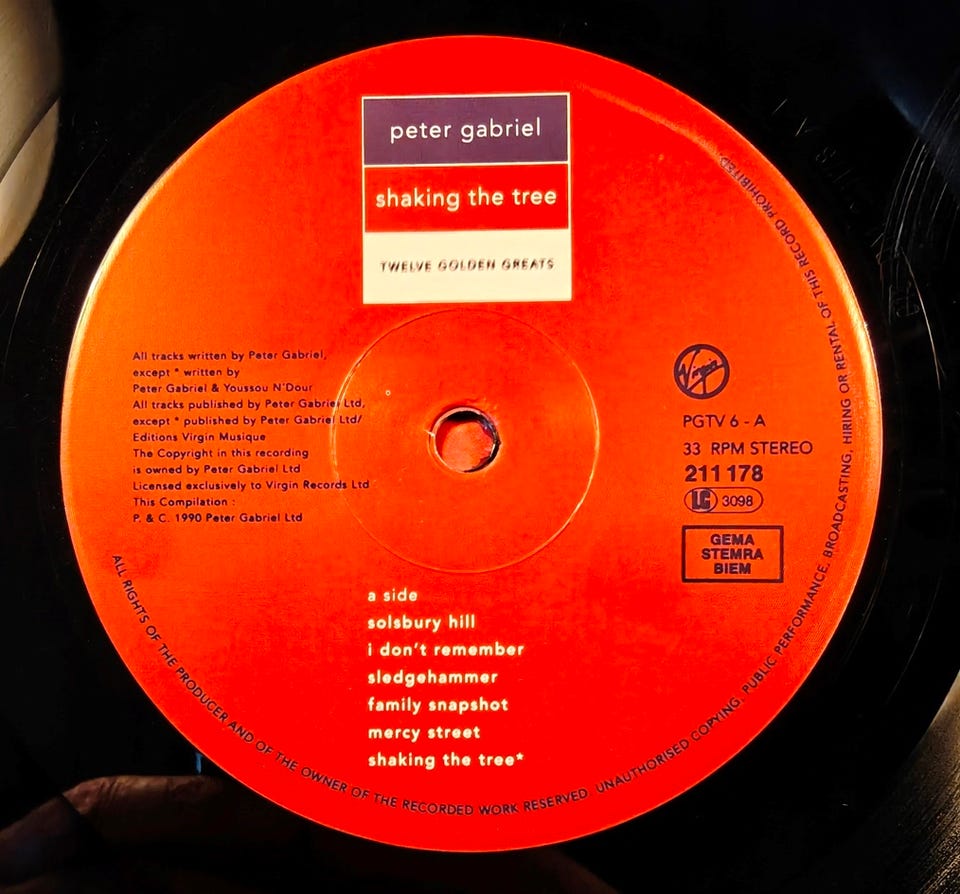 peter gabriel
shaking the tree
TWELVE GOLDEN GREATS
All tracks written by Peter Gabriel,
except * written by
Peter Gabriel & Youssou N'Dour
All tracks published by Peter Gabriel Ltd,
except * published by Peter Gabriel Ltd/
Editions Virgin Musique
The Copyright in this recording
is owned by Peter Gabriel Ltd
Licensed exclusively to Virgin Records Ltd
This Compilation :
P. & C. 1990 Peter Gabriel Ltd
Virgin
PGTV 6 - A
33 RPM STEREO
211 178
LC 3098
GEMA
STEMRA
BIEM
a side
solsbury hill
i don't remember
sledgehammer
family snapshot
mercy street
shaking the tree*
ALL RIGHTS OF THE PRODUCER AND OF THE OWNER OF THE RECORDED WORK RESERVED UNAUTHORISED COPYING, PUBLIC PERFORMANCE, BROADCASTING, HIRING OR RENTAL OF THIS RECORD PROHIBITED.